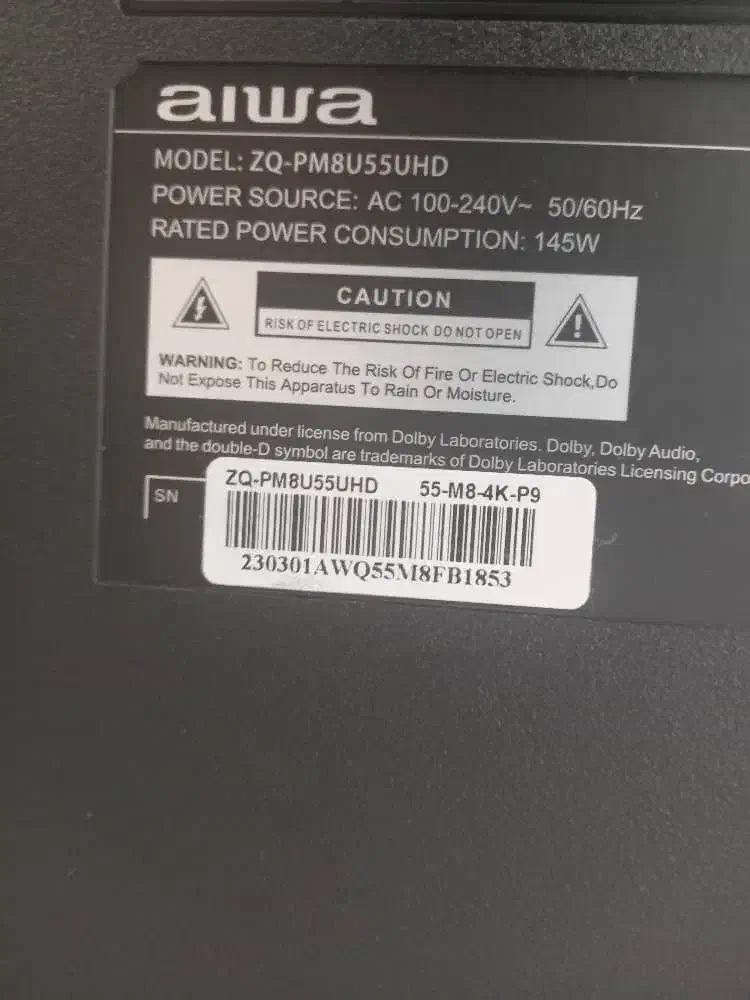 aiwa
MODEL: ZQ-PM8U55UHD
POWER SOURCE: AC 100-240V~ 50/60Hz
RATED POWER CONSUMPTION: 145W
CAUTION
RISK OF ELECTRIC SHOCK DO NOT OPEN
WARNING: To Reduce The Risk Of Fire Or Electric Shock,Do
Not Expose This Apparatus To Rain Or Moisture.
Manufactured under license from Dolby Laboratories. Dolby, Dolby Audio,
and the double-D symbol are trademarks of Dolby Laboratories Licensing Corpo
SN
ZQ-PM8U55UHD 55-M8-4K-P9
230301AWQ55M8FB1853